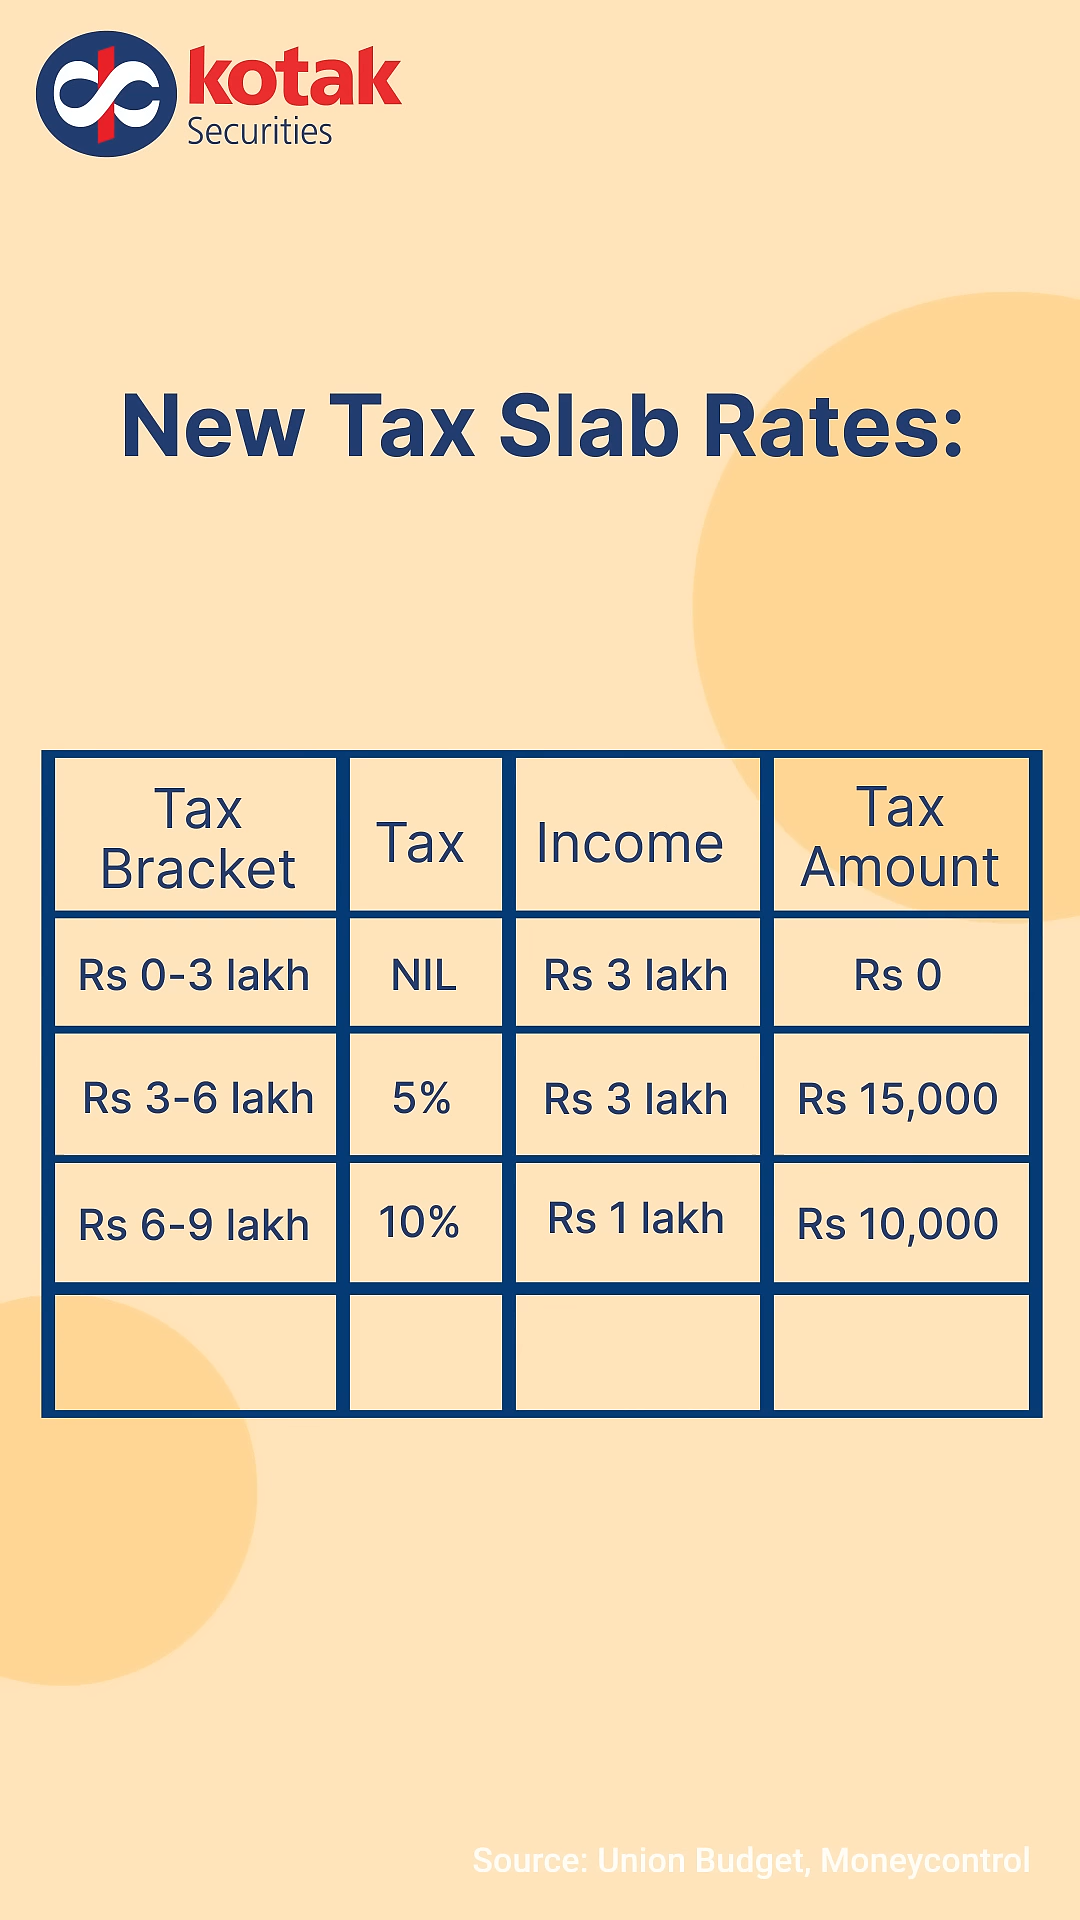 kotak
Securities
New Tax Slab Rates:
Tax Bracket
Tax
Income
Tax Amount
Rs 0-3 lakh
NIL
Rs 3 lakh
Rs 0
Rs 3-6 lakh
5%
Rs 3 lakh
Rs 15,000
Rs 6-9 lakh
10%
Rs 1 lakh
Rs 10,000
Source: Union Budget, Moneycontrol